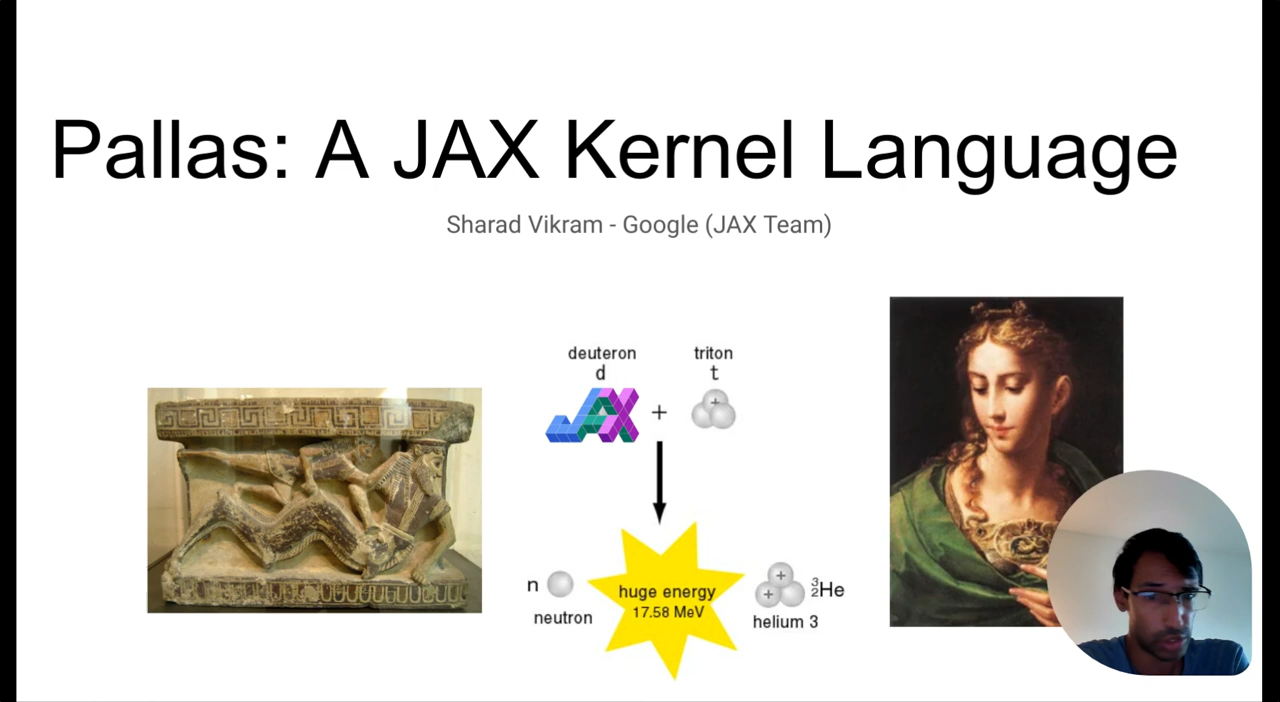 Pallas: A JAX Kernel Language
Sharad Vikram - Google (JAX Team)
deuteron
d
triton
t
JAX
+
+
n
neutron
huge energy
17.58 MeV
+
+
3
2He
helium 3